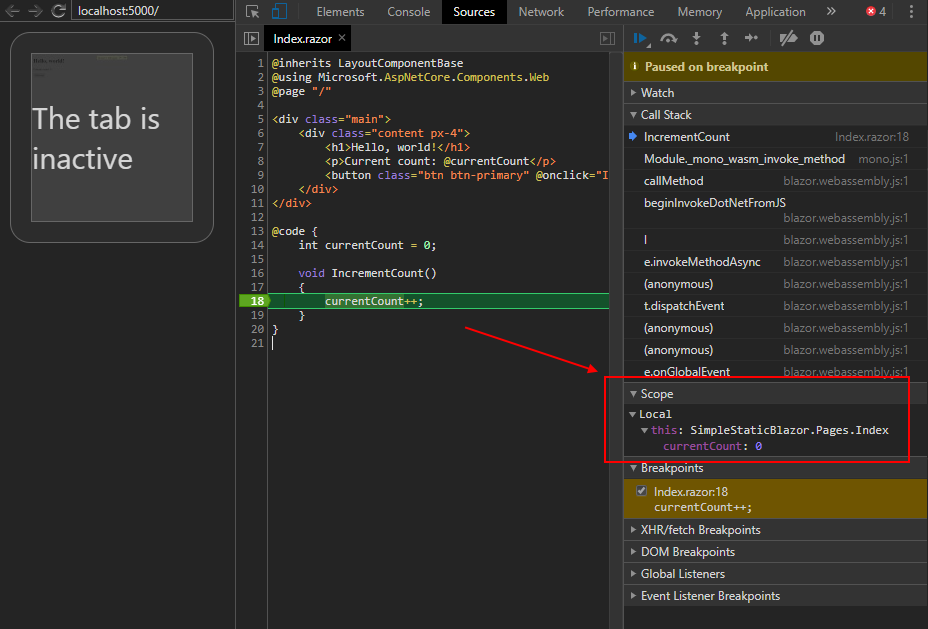 localhost:5000/
Elements Console Sources Network Performance Memory Application » 4
Hello, world!
The tab is
inactive
Index.razor ×
1 @inherits LayoutComponentBase
2 @using Microsoft.AspNetCore.Components.Web
3 @page "/"
4
5 <div class="main">
6 <div class="content px-4">
7 <h1>Hello, world!</h1>
8 <p>Current count: @currentCount</p>
9 <button class="btn btn-primary" @onclick="I
10 </div>
11 </div>
12
13 @code {
14 int currentCount = 0;
15
16 void IncrementCount()
17 {
18 currentCount++;
19 }
20 }
21
Paused on breakpoint
Watch
Call Stack
IncrementCount Index.razor:18
Module._mono_wasm_invoke_method mono.js:1
callMethod blazor.webassembly.js:1
beginInvokeDotNetFromJS
blazor.webassembly.js:1
l blazor.webassembly.js:1
e.invokeMethodAsync blazor.webassembly.js:1
(anonymous) blazor.webassembly.js:1
t.dispatchEvent blazor.webassembly.js:1
(anonymous) blazor.webassembly.js:1
(anonymous) blazor.webassembly.js:1
e.onGlobalEvent blazor.webassembly.js:1
Scope
Local
this: SimpleStaticBlazor.Pages.Index
currentCount: 0
Breakpoints
Index.razor:18
currentCount++;
XHR/fetch Breakpoints
DOM Breakpoints
Global Listeners
Event Listener Breakpoints